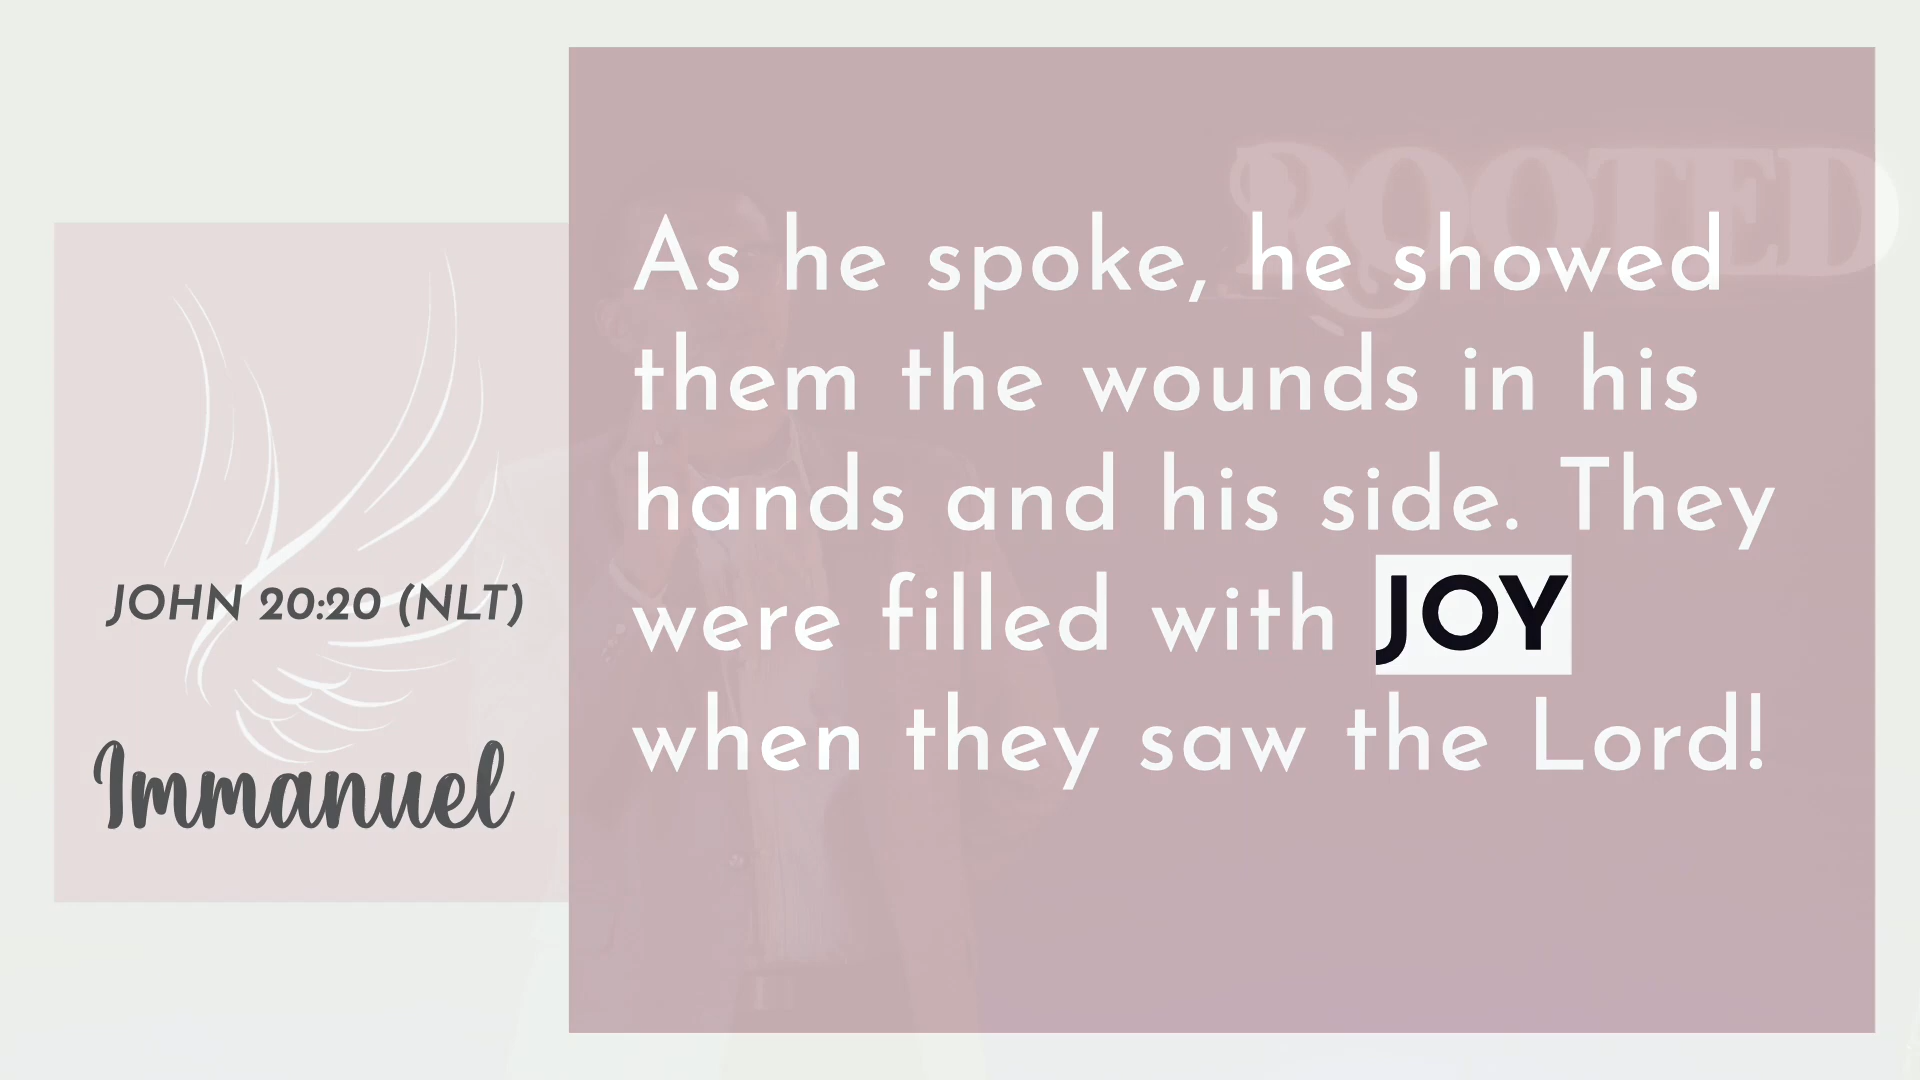 ROOTED
As he spoke, he showed
them the wounds in his
hands and his side. They
were filled with JOY
when they saw the Lord!
JOHN 20:20 (NLT)
Immanuel